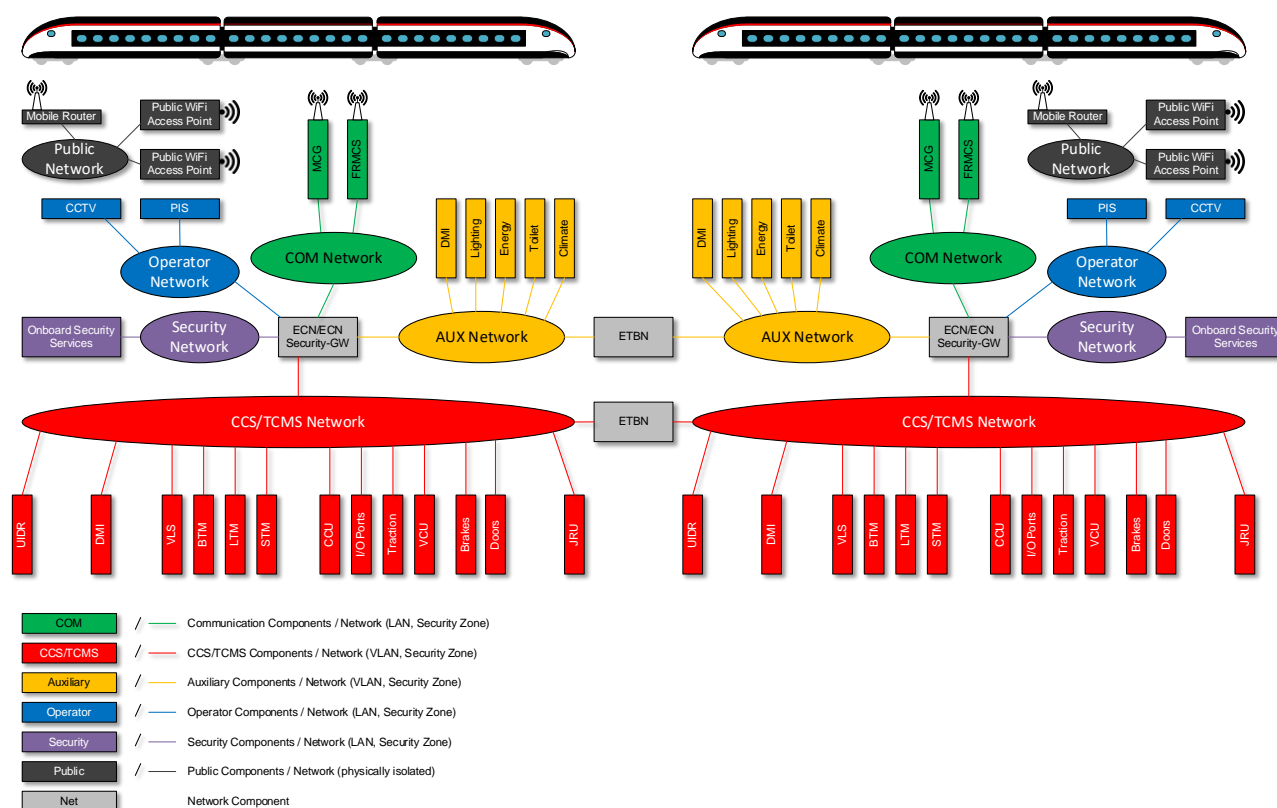 Mobile Router
Public WiFi
Access Point
Public
Network
Public WiFi
Access Point
MCG
FRMCS
CCTV
PIS
Operator
Network
COM Network
DMI
Lighting
Energy
Toilet
Climate
Onboard Security
Services
Security
Network
ECN/ECN
Security-GW
AUX Network
ETBN
MCG
FRMCS
Mobile Router
Public WiFi
Access Point
Public
Network
Public WiFi
Access Point
DMI
Lighting
Energy
Toilet
Climate
COM Network
PIS
CCTV
Operator
Network
AUX Network
ECN/ECN
Security-GW
Security
Network
Onboard Security
Services
CCS/TCMS Network
ETBN
CCS/TCMS Network
UIDR
DMI
VLS
BTM
LTM
STM
CCU
I/O Ports
Traction
VCU
Brakes
Doors
JRU
UIDR
DMI
VLS
BTM
LTM
STM
CCU
I/O Ports
Traction
VCU
Brakes
Doors
JRU
COM / Communication Components / Network (LAN, Security Zone)
CCS/TCMS / CCS/TCMS Components / Network (VLAN, Security Zone)
Auxiliary / Auxiliary Components / Network (VLAN, Security Zone)
Operator / Operator Components / Network (LAN, Security Zone)
Security / Security Components / Network (LAN, Security Zone)
Public / Public Components / Network (physically isolated)
Net Network Component